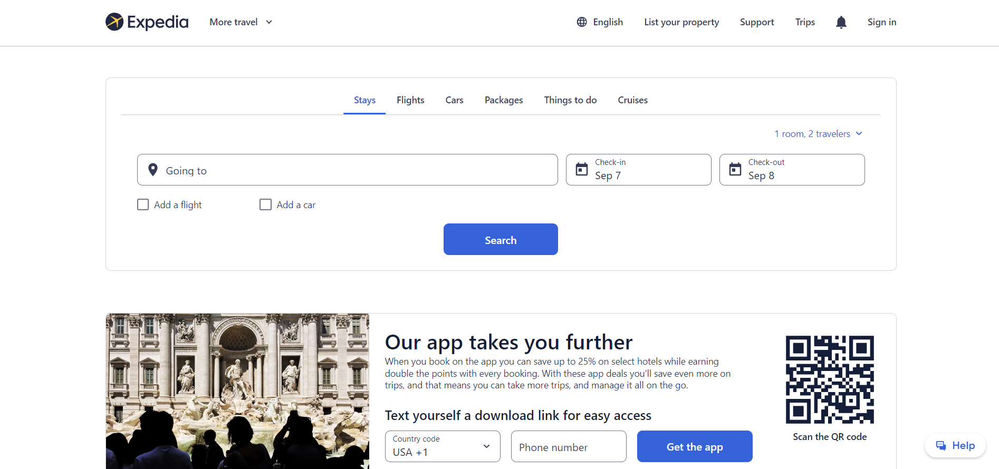 Expedia
More travel
English
List your property
Support
Trips
Sign in
Stays
Flights
Cars
Packages
Things to do
Cruises
1 room, 2 travelers
Going to
Check-in
Sep 7
Check-out
Sep 8
Add a flight
Add a car
Search
Our app takes you further
When you book on the app you can save up to 25% on select hotels while earning
double the points with every booking. With these app deals you'll save even more on
trips, and that means you can take more trips, and manage it all on the go.
Text yourself a download link for easy access
Country code
USA +1
Phone number
Get the app
Scan the QR code
Help